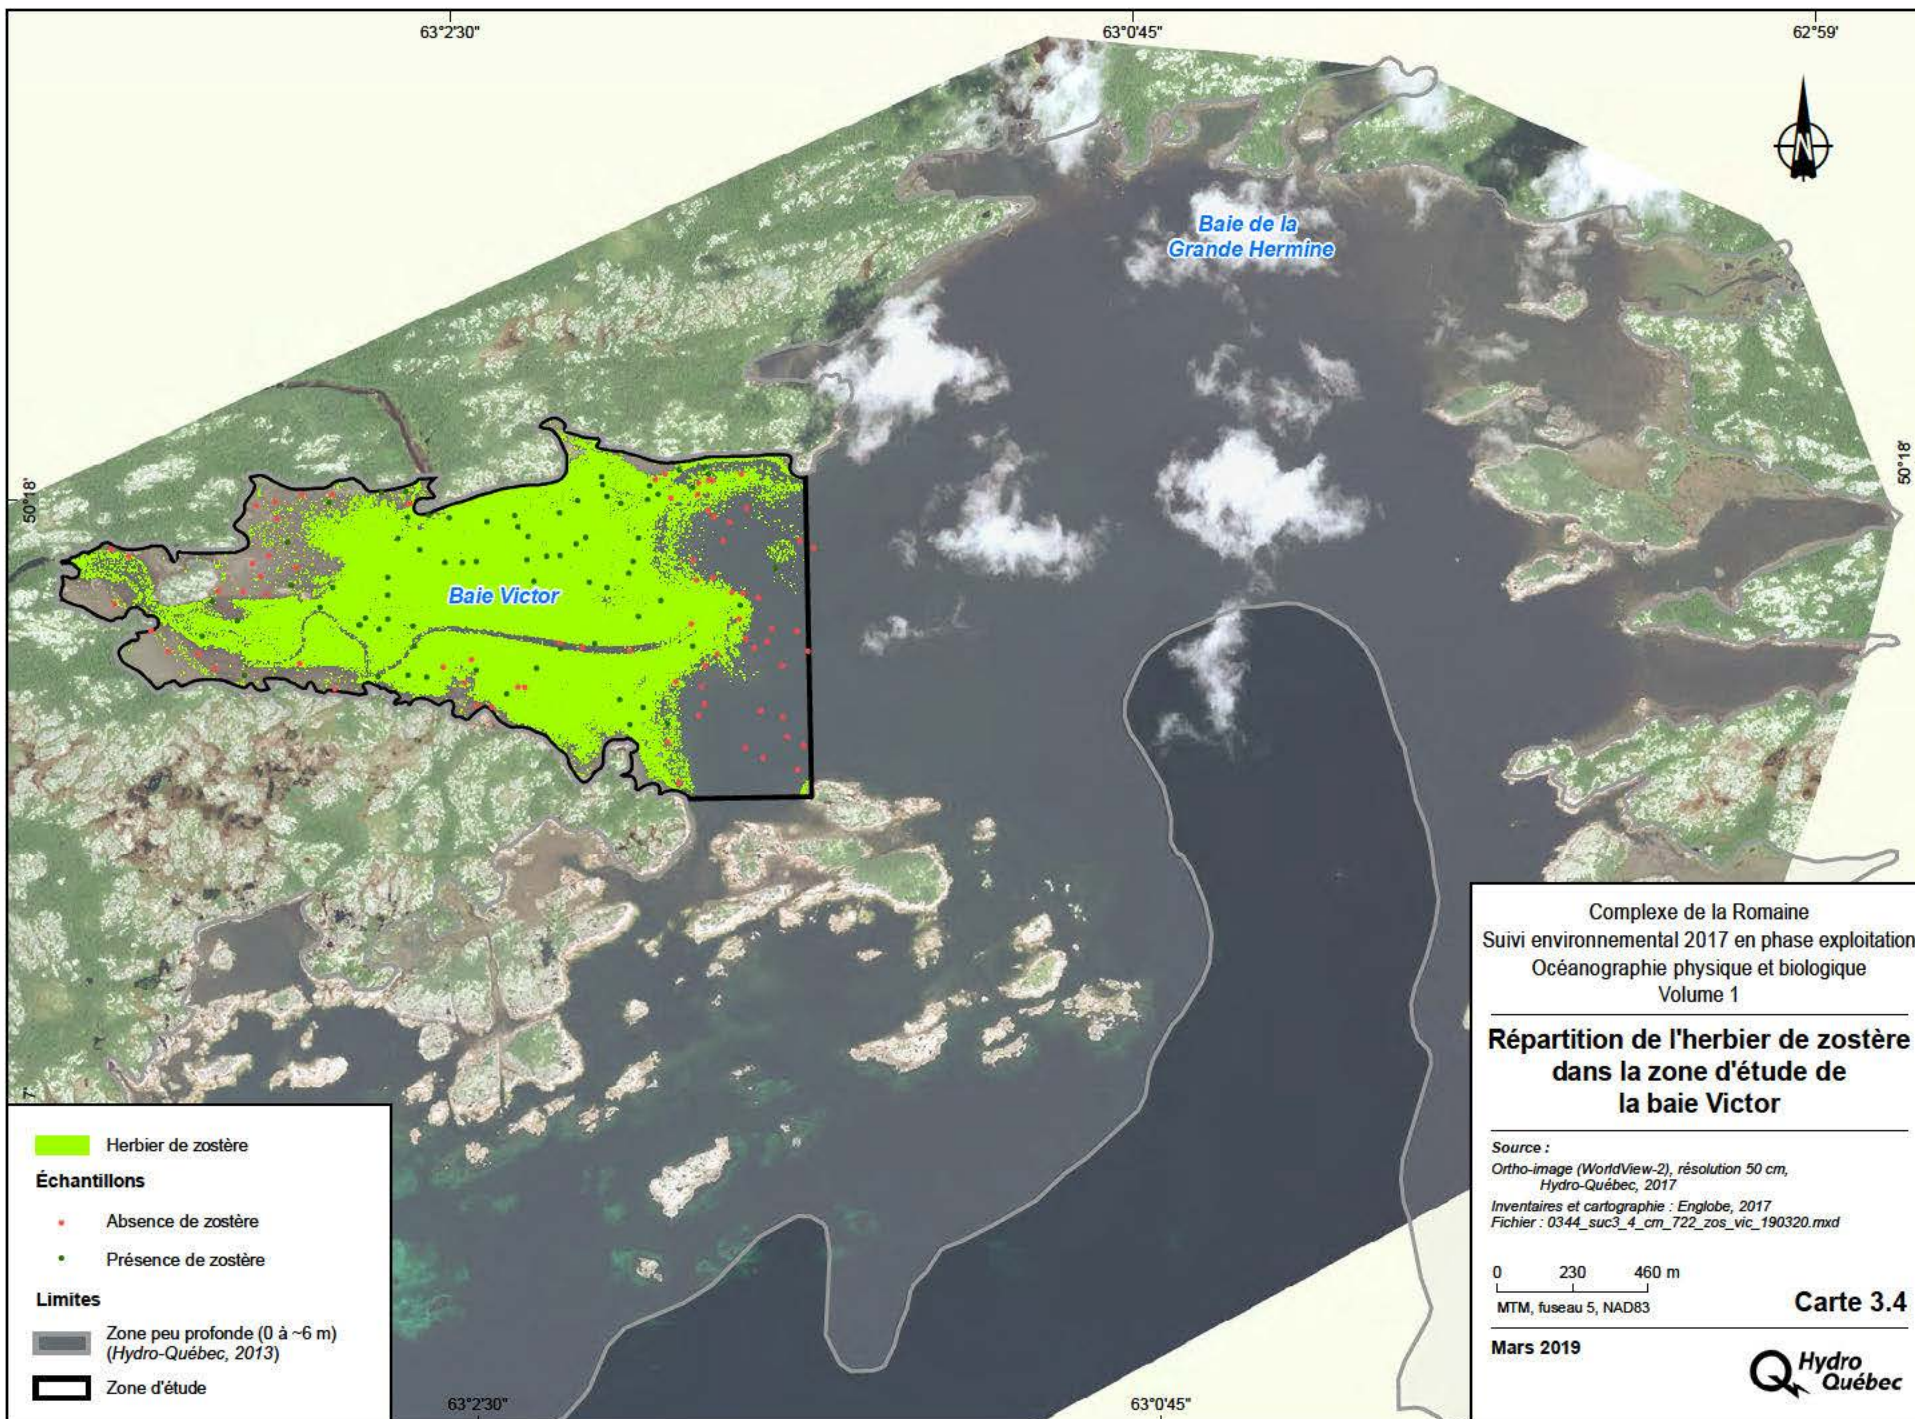 63°2'30"
63°0'45"
62°59'
Baie de la
Grande Hermine
N
50°18'
50°18'
Baie Victor
7'
Herbier de zostère
Échantillons
Absence de zostère
Présence de zostère
Limites
Zone peu profonde (0 à ~6 m)
(Hydro-Québec, 2013)
Zone d'étude
63°2'30"
63°0'45"
Complexe de la Romaine
Suivi environnemental 2017 en phase exploitation
Océanographie physique et biologique
Volume 1
Répartition de l'herbier de zostère
dans la zone d'étude de
la baie Victor
Source :
Ortho-image (WorldView-2), résolution 50 cm,
Hydro-Québec, 2017
Inventaires et cartographie : Englobe, 2017
Fichier : 0344_suc3_4_cm_722_zos_vic_190320.mxd
0 230 460 m
MTM, fuseau 5, NAD83
Carte 3.4
Mars 2019
Hydro
Québec